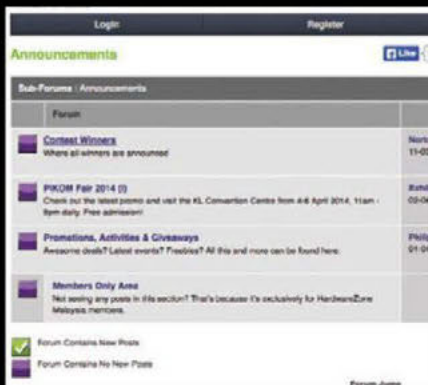 Login Register
Announcements
Like
Sub-Forums : Announcements
Forum
Contest Winners
Where all winners are announced
11-0
PIKOM Fair 2014 (I)
Check out the latest promo and visit the KL Convention Centre from 4-6 April 2014, 11am -
9pm daily. Free admission!
Promotions, Activities & Giveaways
Awesome deals? Latest events? Freebies? All this and more can be found here.
Members Only Area
Not seeing any posts in this section? That's because it's exclusively for HardwareZone
Malaysia members.
Forum Contains New Posts
Forum Contains No New Posts
Forum Jump